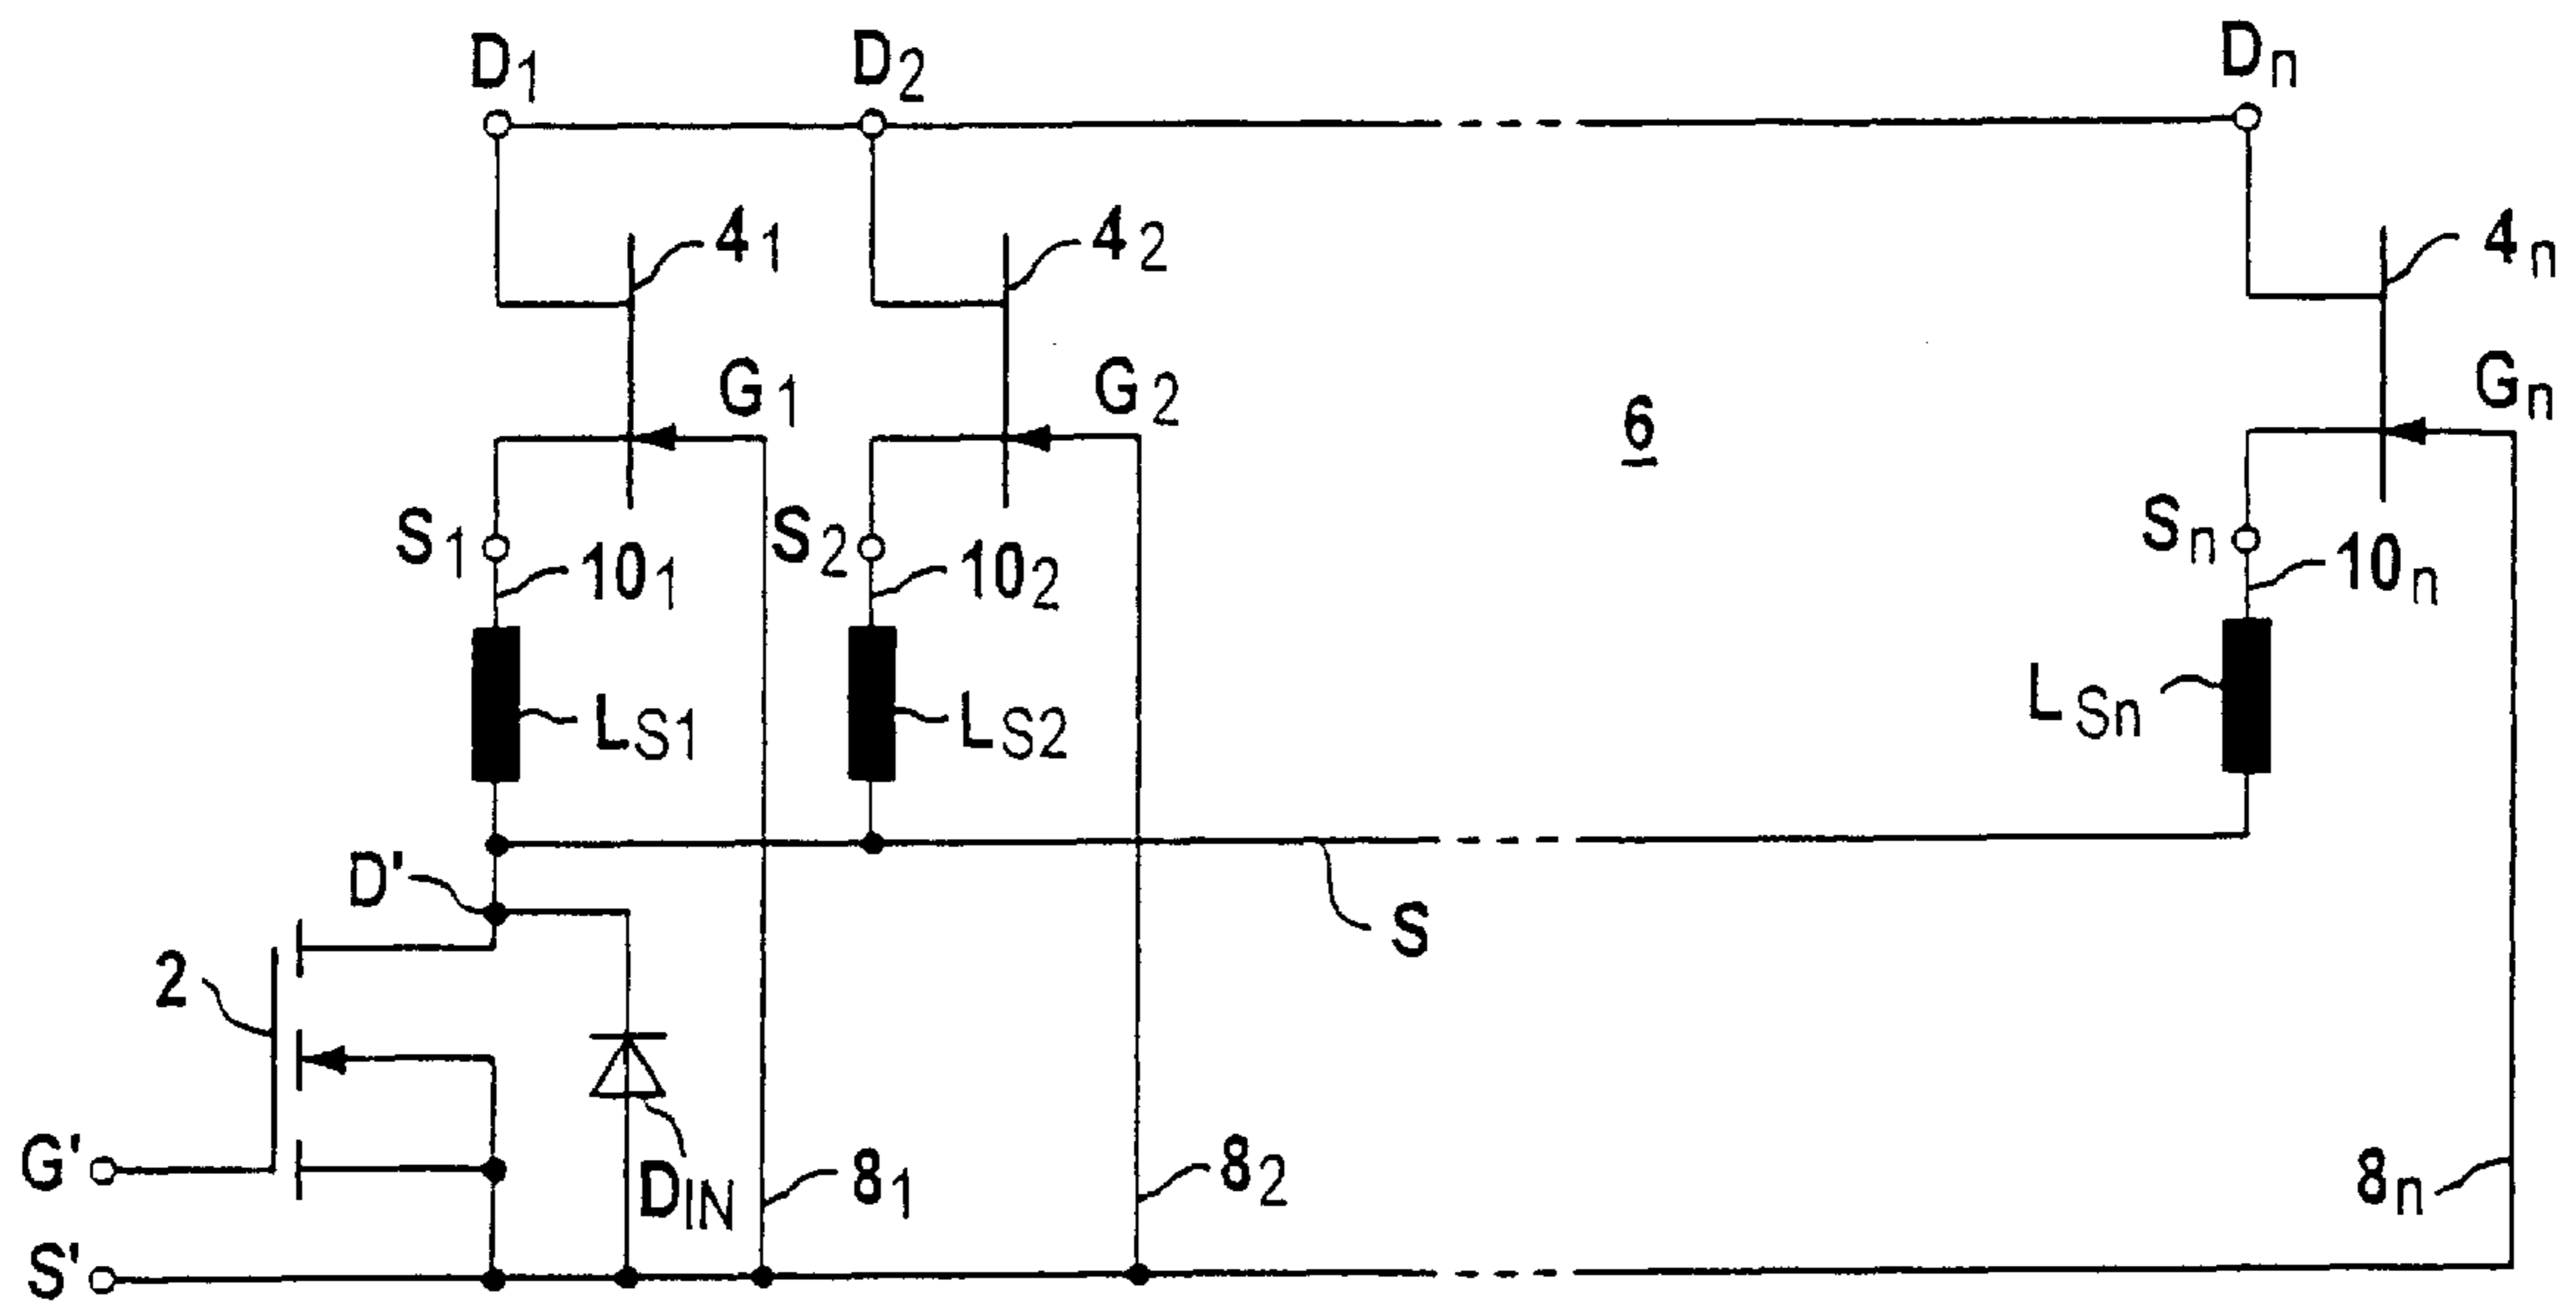 D1 D2 Dn
41 42 4n
G1 G2 6 Gn
S1 101 S2 102 Sn 10n
LS1 LS2 LSn
D'
S
2
G' DIN 81 82 8n
S'